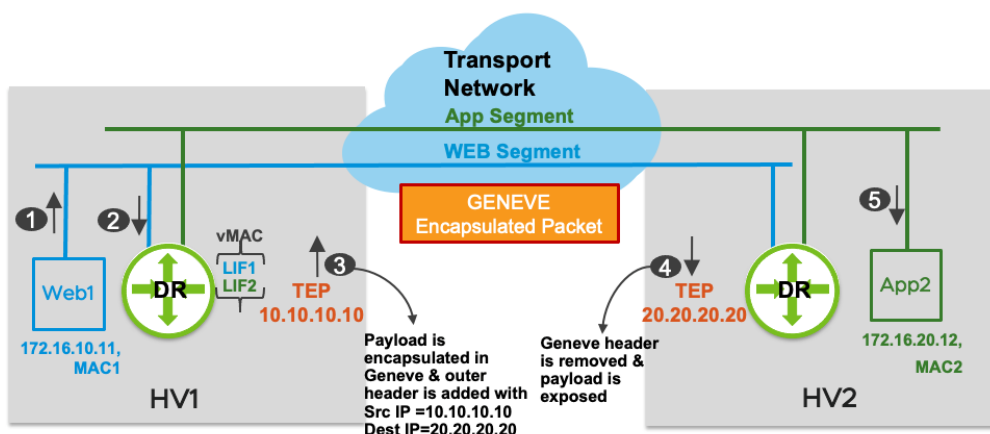 Transport
Network
App Segment
WEB Segment
GENEVE
Encapsulated Packet
1
2
vMAC
LIF1
LIF2
Web1
DR
3
TEP
10.10.10.10
172.16.10.11,
MAC1
HV1
Payload is
encapsulated in
Geneve & outer
header is added with
Src IP =10.10.10.10
Dest IP=20.20.20.20
4
TEP
20.20.20.20
Geneve header
is removed &
payload is
exposed
DR
5
App2
172.16.20.12,
MAC2
HV2